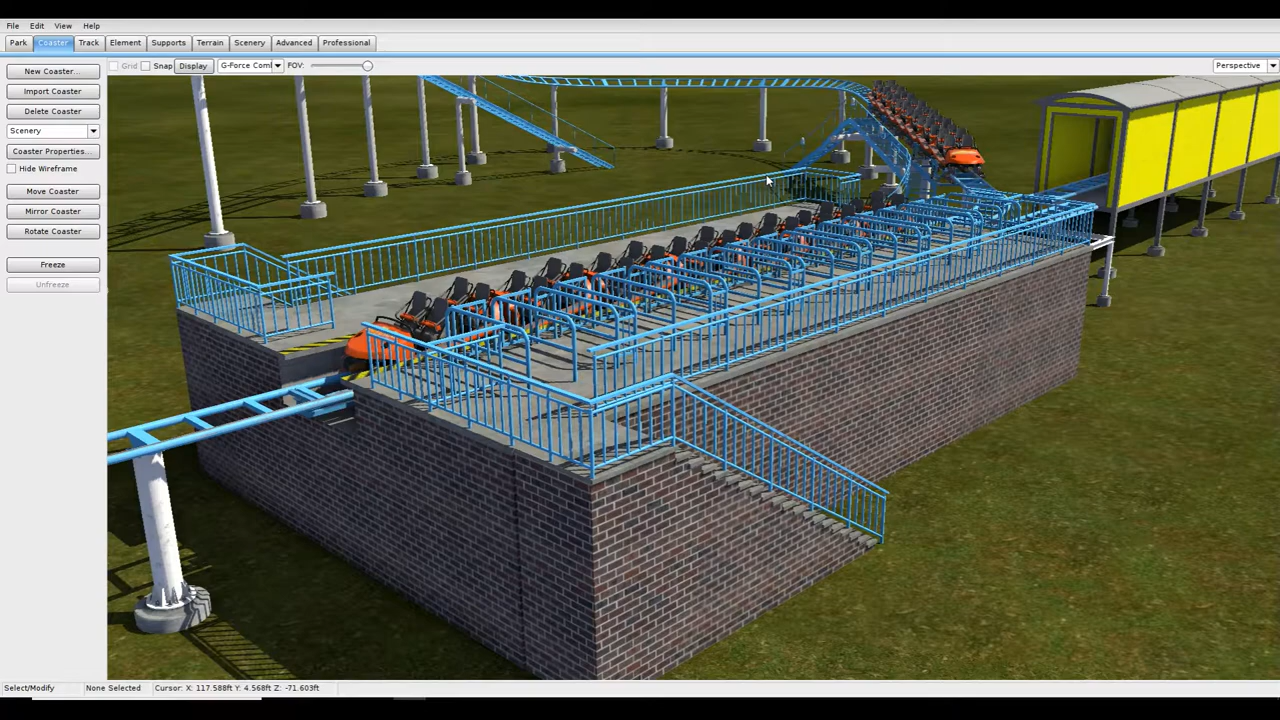 File Edit View Help
Park Coaster Track Element Supports Terrain Scenery Advanced Professional
Grid Snap Display G-Force Coml FOV: Perspective
New Coaster...
Import Coaster
Delete Coaster
Scenery
Coaster Properties...
Hide Wireframe
Move Coaster
Mirror Coaster
Rotate Coaster
Freeze
Unfreeze
Select/Modify None Selected Cursor: X: 117.588ft Y: 4.568ft Z: -71.603ft